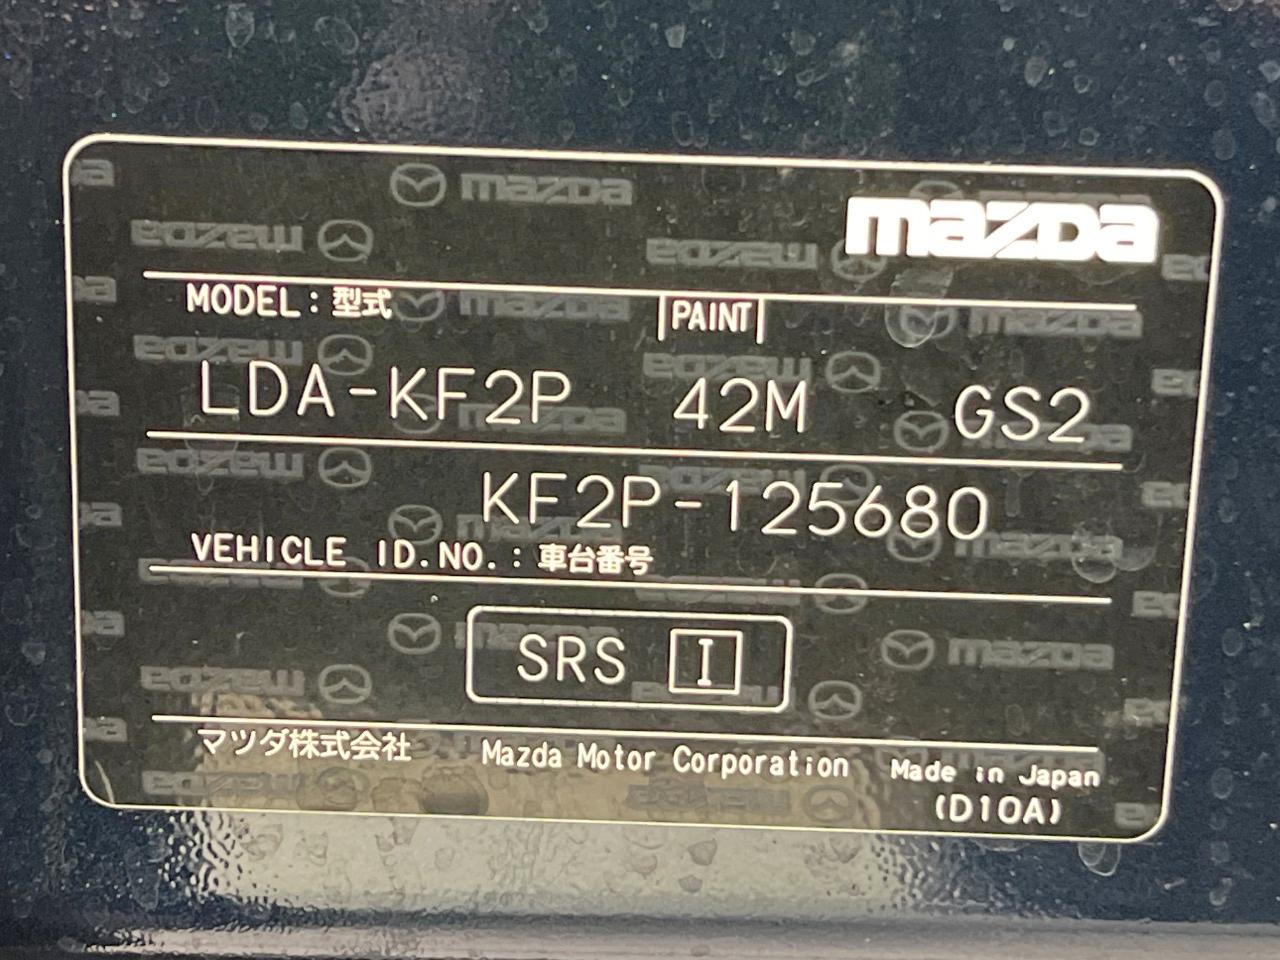 mazda
MODEL : 型式 PAINT
LDA-KF2P 42M GS2
KF2P-125680
VEHICLE ID.NO. : 車台番号
SRS I
マツダ株式会社 Mazda Motor Corporation Made in Japan
(D10A)